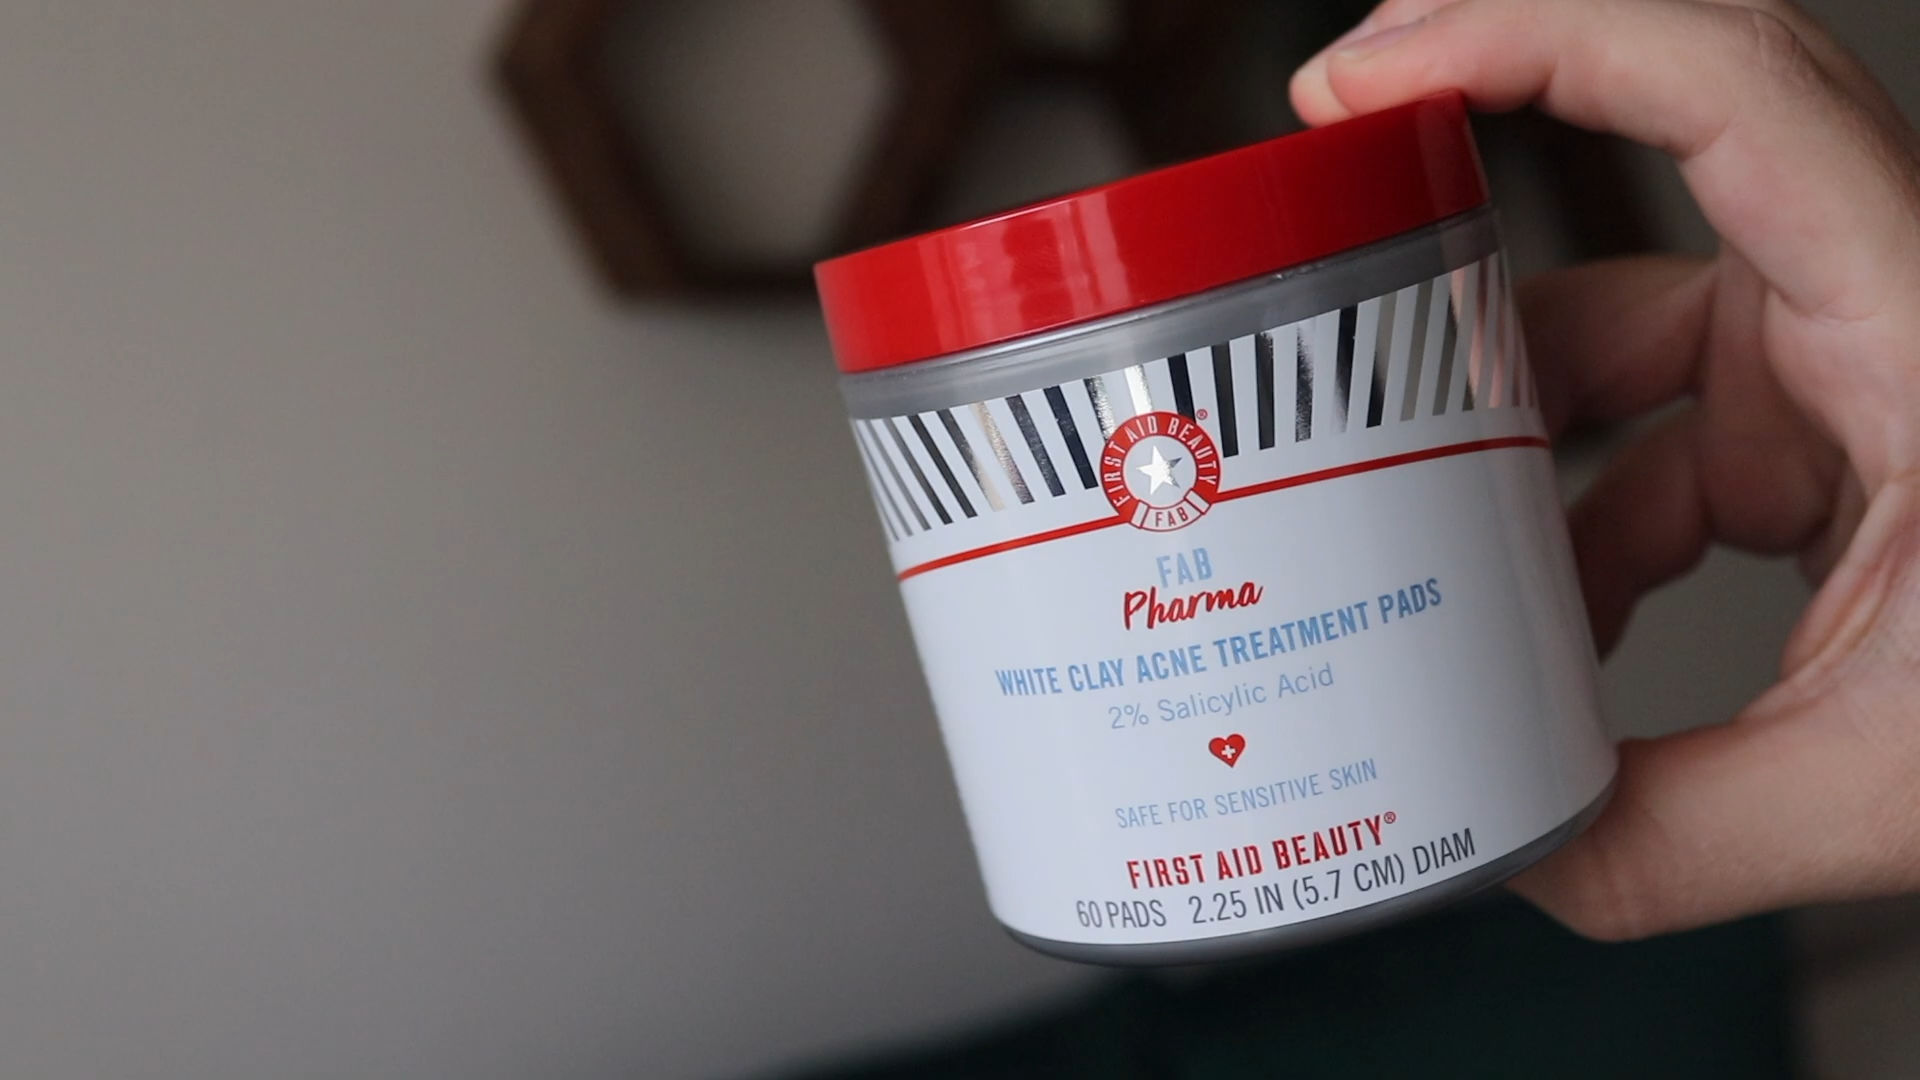 FIRST AID BEAUTY®
FAB
FAB
Pharma
WHITE CLAY ACNE TREATMENT PADS
2% Salicylic Acid
SAFE FOR SENSITIVE SKIN
FIRST AID BEAUTY®
60 PADS 2.25 IN (5.7 CM) DIAM